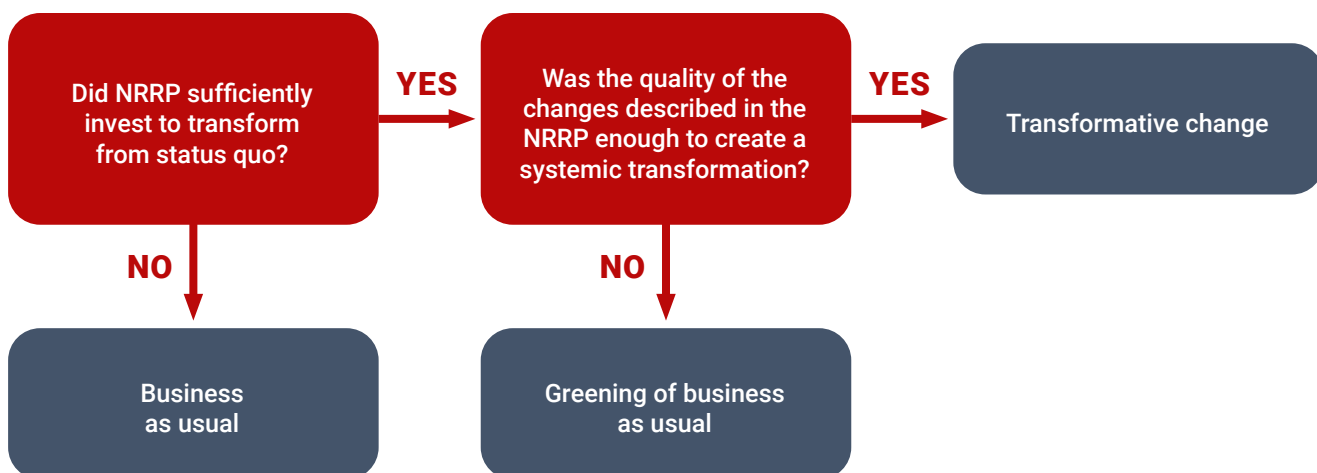 Did NRRP sufficiently
invest to transform
from status quo?
YES
Was the quality of the
changes described in the
NRRP enough to create a
systemic transformation?
YES
Transformative change
NO
NO
Business
as usual
Greening of business
as usual